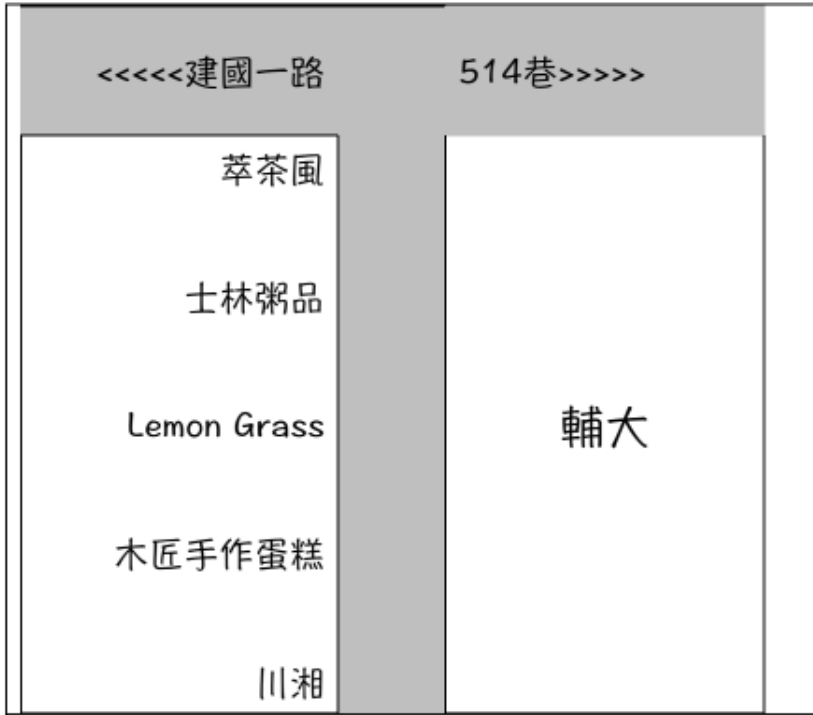 <<<<<建國一路
514巷>>>>>
萃茶風
士林粥品
Lemon Grass
輔大
木匠手作蛋糕
川湘